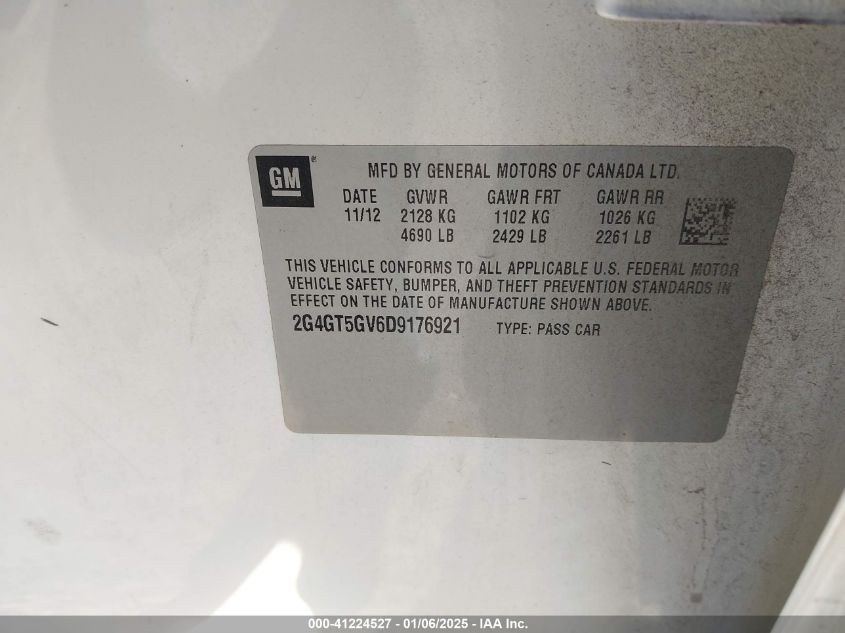 GM ®
MFD BY GENERAL MOTORS OF CANADA LTD.
DATE GVWR GAWR FRT GAWR RR
11/12 2128 KG 1102 KG 1026 KG
4690 LB 2429 LB 2261 LB
THIS VEHICLE CONFORMS TO ALL APPLICABLE U.S. FEDERAL MOTOR
VEHICLE SAFETY, BUMPER, AND THEFT PREVENTION STANDARDS IN
EFFECT ON THE DATE OF MANUFACTURE SHOWN ABOVE.
2G4GT5GV6D9176921 TYPE: PASS CAR
000-41224527 - 01/06/2025 - IAA Inc.